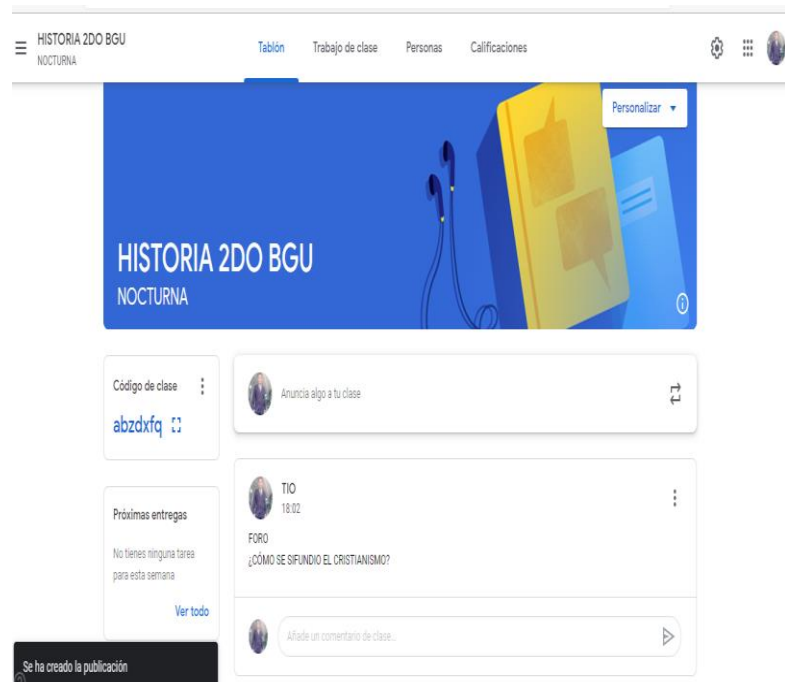 HISTORIA 2DO BGU
NOCTURNA
Tablón Trabajo de clase Personas Calificaciones
Personalizar
HISTORIA 2DO BGU
NOCTURNA
Código de clase
abzdxfq
Anuncia algo a tu clase
TIO
18:02
FORO
¿CÓMO SE SIFUNDIO EL CRISTIANISMO?
Próximas entregas
No tienes ninguna tarea
para esta semana
Ver todo
Añade un comentario de clase...
Se ha creado la publicación